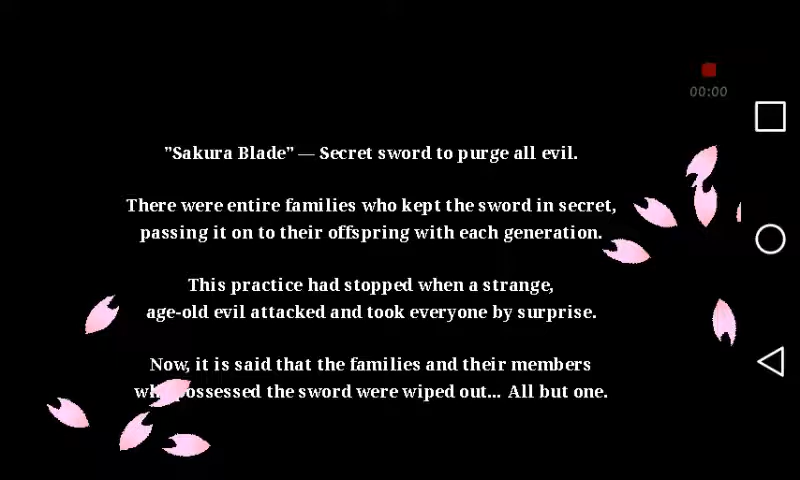 00:00
"Sakura Blade" — Secret sword to purge all evil.
There were entire families who kept the sword in secret,
passing it on to their offspring with each generation.
This practice had stopped when a strange,
age-old evil attacked and took everyone by surprise.
Now, it is said that the families and their members
who possessed the sword were wiped out... All but one.